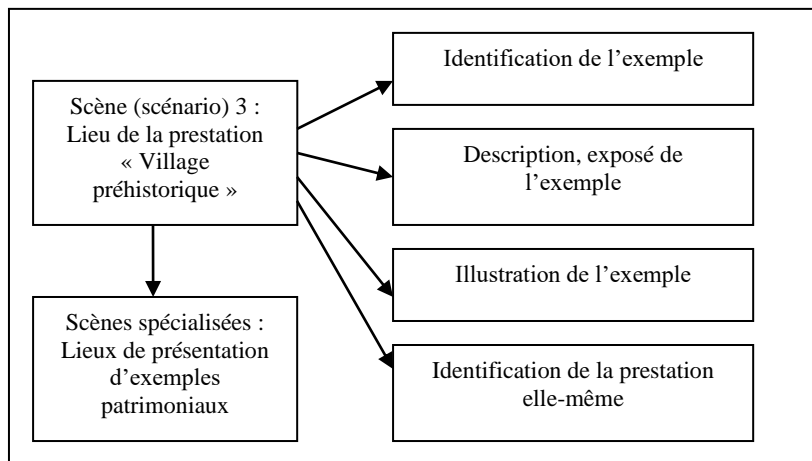 Scène (scénario) 3 :
Lieu de la prestation
« Village
préhistorique »
Scènes spécialisées :
Lieux de présentation
d’exemples
patrimoniaux
Identification de l’exemple
Description, exposé de
l’exemple
Illustration de l’exemple
Identification de la prestation
elle-même